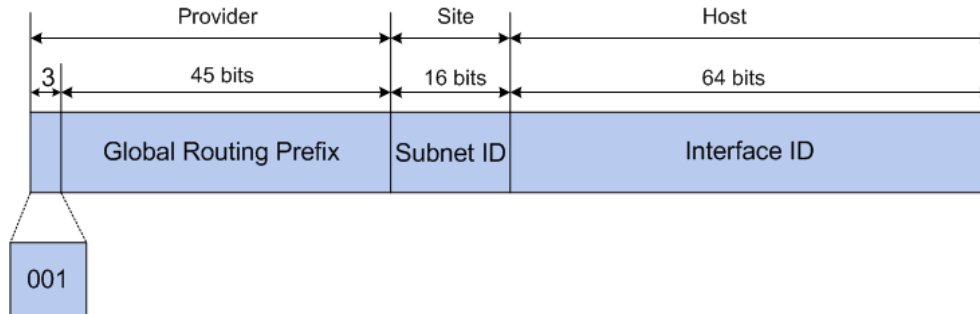 Provider Site Host
3 45 bits 16 bits 64 bits
Global Routing Prefix Subnet ID Interface ID
001